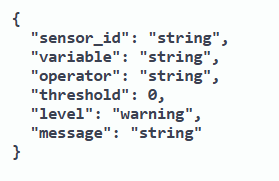 {
  "sensor_id": "string",
  "variable": "string",
  "operator": "string",
  "threshold": 0,
  "level": "warning",
  "message": "string"
}